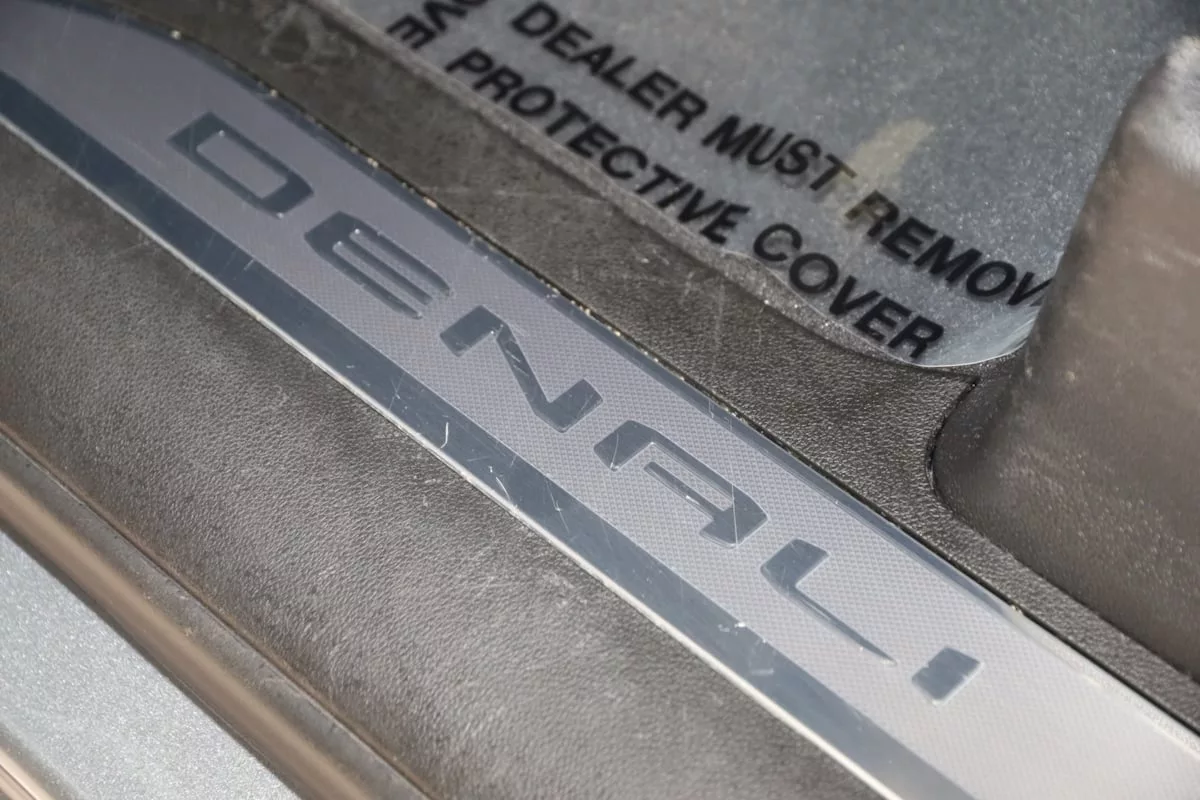 DEALER MUST REMOV
PROTECTIVE COVER
DENALI